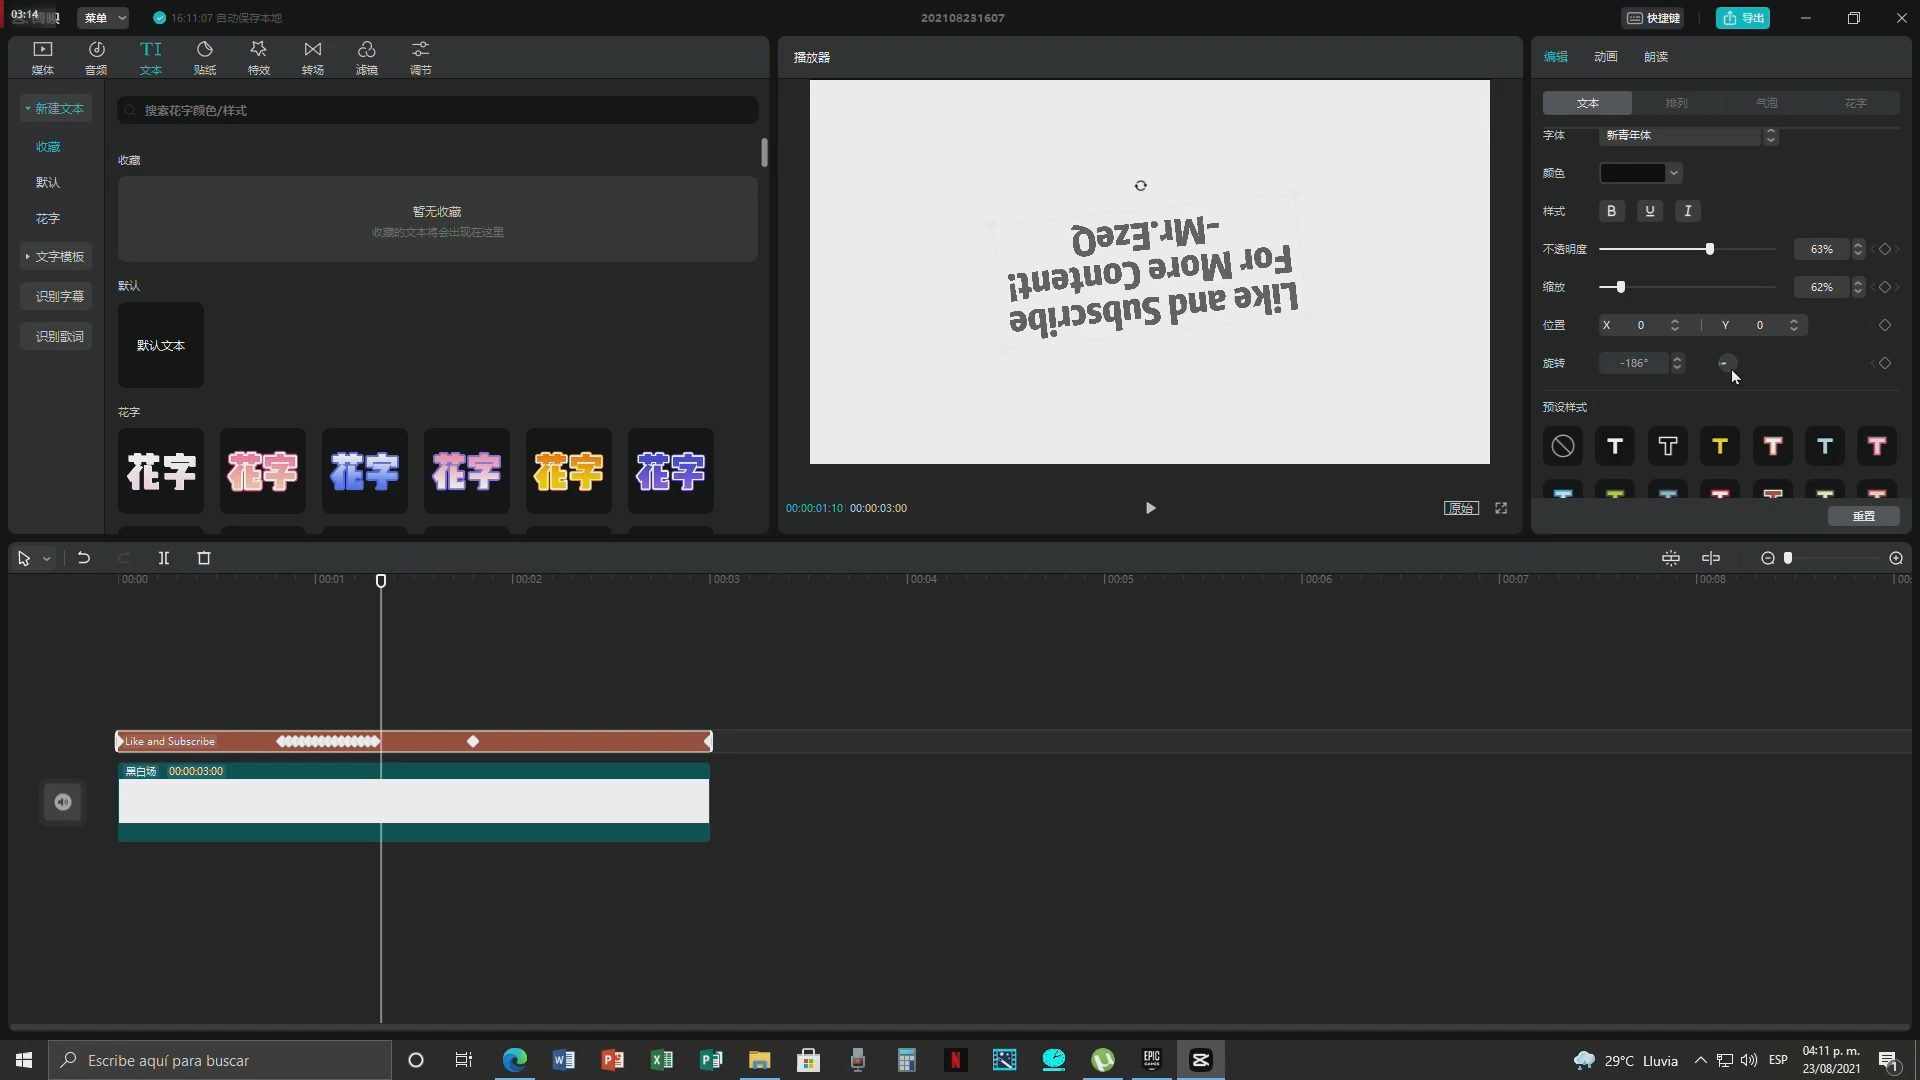 03:14
菜单
16:11:07 自动保存本地
202108231607
快捷键
导出
媒体
音频
TI
文本
贴纸
特效
转场
滤镜
调节
播放器
编辑
动画
朗读
新建文本
收藏
默认
花字
文字模板
识别字幕
识别歌词
搜索花字颜色/样式
收藏
暂无收藏
收藏的文本将会出现在这里
默认
默认文本
花字
花字
花字
花字
花字
花字
花字
Like and Subscribe
For More Content!
-Mr.EzeQ
00:00:01:10
00:00:03:00
原始
文本
排列
气泡
花字
字体
新青年体
颜色
样式
B
U
I
不透明度
63%
缩放
62%
位置
X
0
Y
0
旋转
-186°
预设样式
T
T
T
T
T
T
重置
00:00
00:01
00:02
00:03
00:04
00:05
00:06
00:07
00:08
00:
Like and Subscribe
黑白场
00:00:03:00
Escribe aquí para buscar
29°C Lluvia
ESP
04:11 p. m.
23/08/2021
1